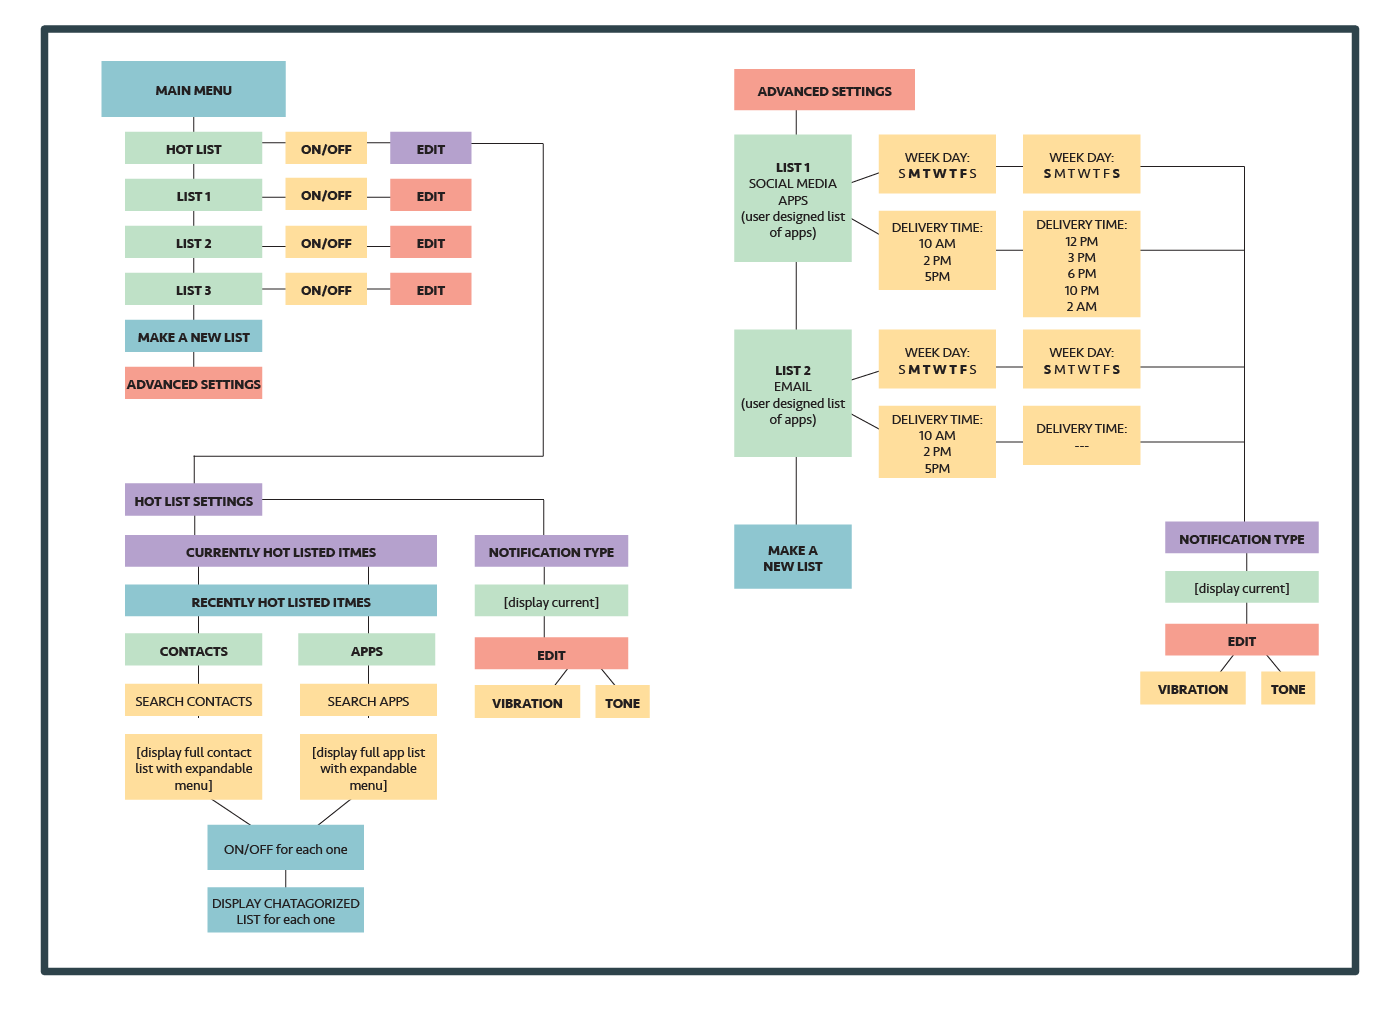 MAIN MENU
HOT LIST
ON/OFF
EDIT
LIST 1
ON/OFF
EDIT
LIST 2
ON/OFF
EDIT
LIST 3
ON/OFF
EDIT
MAKE A NEW LIST
ADVANCED SETTINGS
HOT LIST SETTINGS
CURRENTLY HOT LISTED ITMES
RECENTLY HOT LISTED ITMES
CONTACTS
APPS
SEARCH CONTACTS
SEARCH APPS
[display full contact
list with expandable
menu]
[display full app list
with expandable
menu]
ON/OFF for each one
DISPLAY CHATAGORIZED
LIST for each one
NOTIFICATION TYPE
[display current]
EDIT
VIBRATION
TONE
ADVANCED SETTINGS
LIST 1
SOCIAL MEDIA
APPS
(user designed list
of apps)
WEEK DAY:
S M T W T F S
WEEK DAY:
S M T W T F S
DELIVERY TIME:
10 AM
2 PM
5PM
DELIVERY TIME:
12 PM
3 PM
6 PM
10 PM
2 AM
LIST 2
EMAIL
(user designed list
of apps)
WEEK DAY:
S M T W T F S
WEEK DAY:
S M T W T F S
DELIVERY TIME:
10 AM
2 PM
5PM
DELIVERY TIME:
---
MAKE A
NEW LIST
NOTIFICATION TYPE
[display current]
EDIT
VIBRATION
TONE